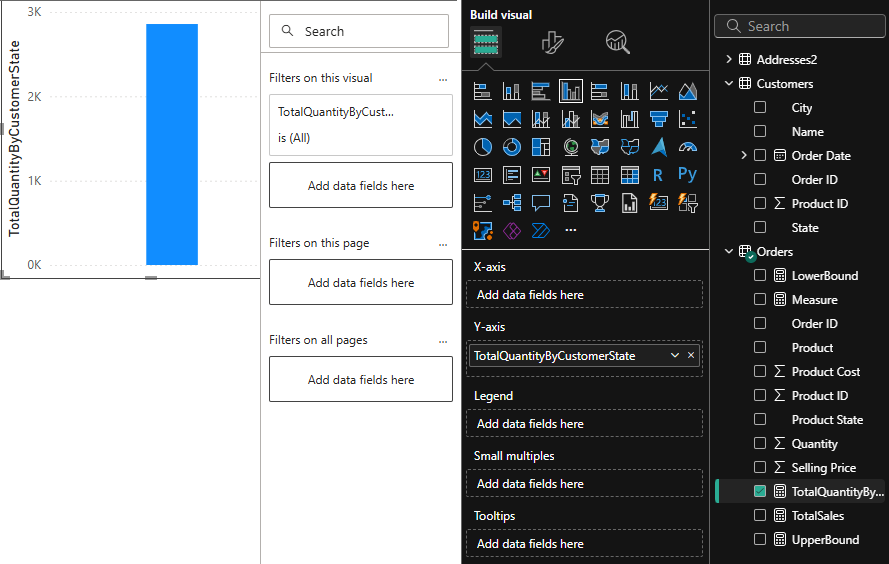 3K
2K
1K
0K
TotalQuantityByCustomerState
Search
Filters on this visual
...
TotalQuantityByCust...
is (All)
Add data fields here
Filters on this page
...
Add data fields here
Filters on all pages
...
Add data fields here
Build visual
123
R
Py
123
...
X-axis
Add data fields here
Y-axis
TotalQuantityByCustomerState
Legend
Add data fields here
Small multiples
Add data fields here
Tooltips
Add data fields here
Search
Addresses2
Customers
City
Name
Order Date
Order ID
Product ID
State
Orders
LowerBound
Measure
Order ID
Product
Product Cost
Product ID
Product State
Quantity
Selling Price
TotalQuantityBy...
TotalSales
UpperBound